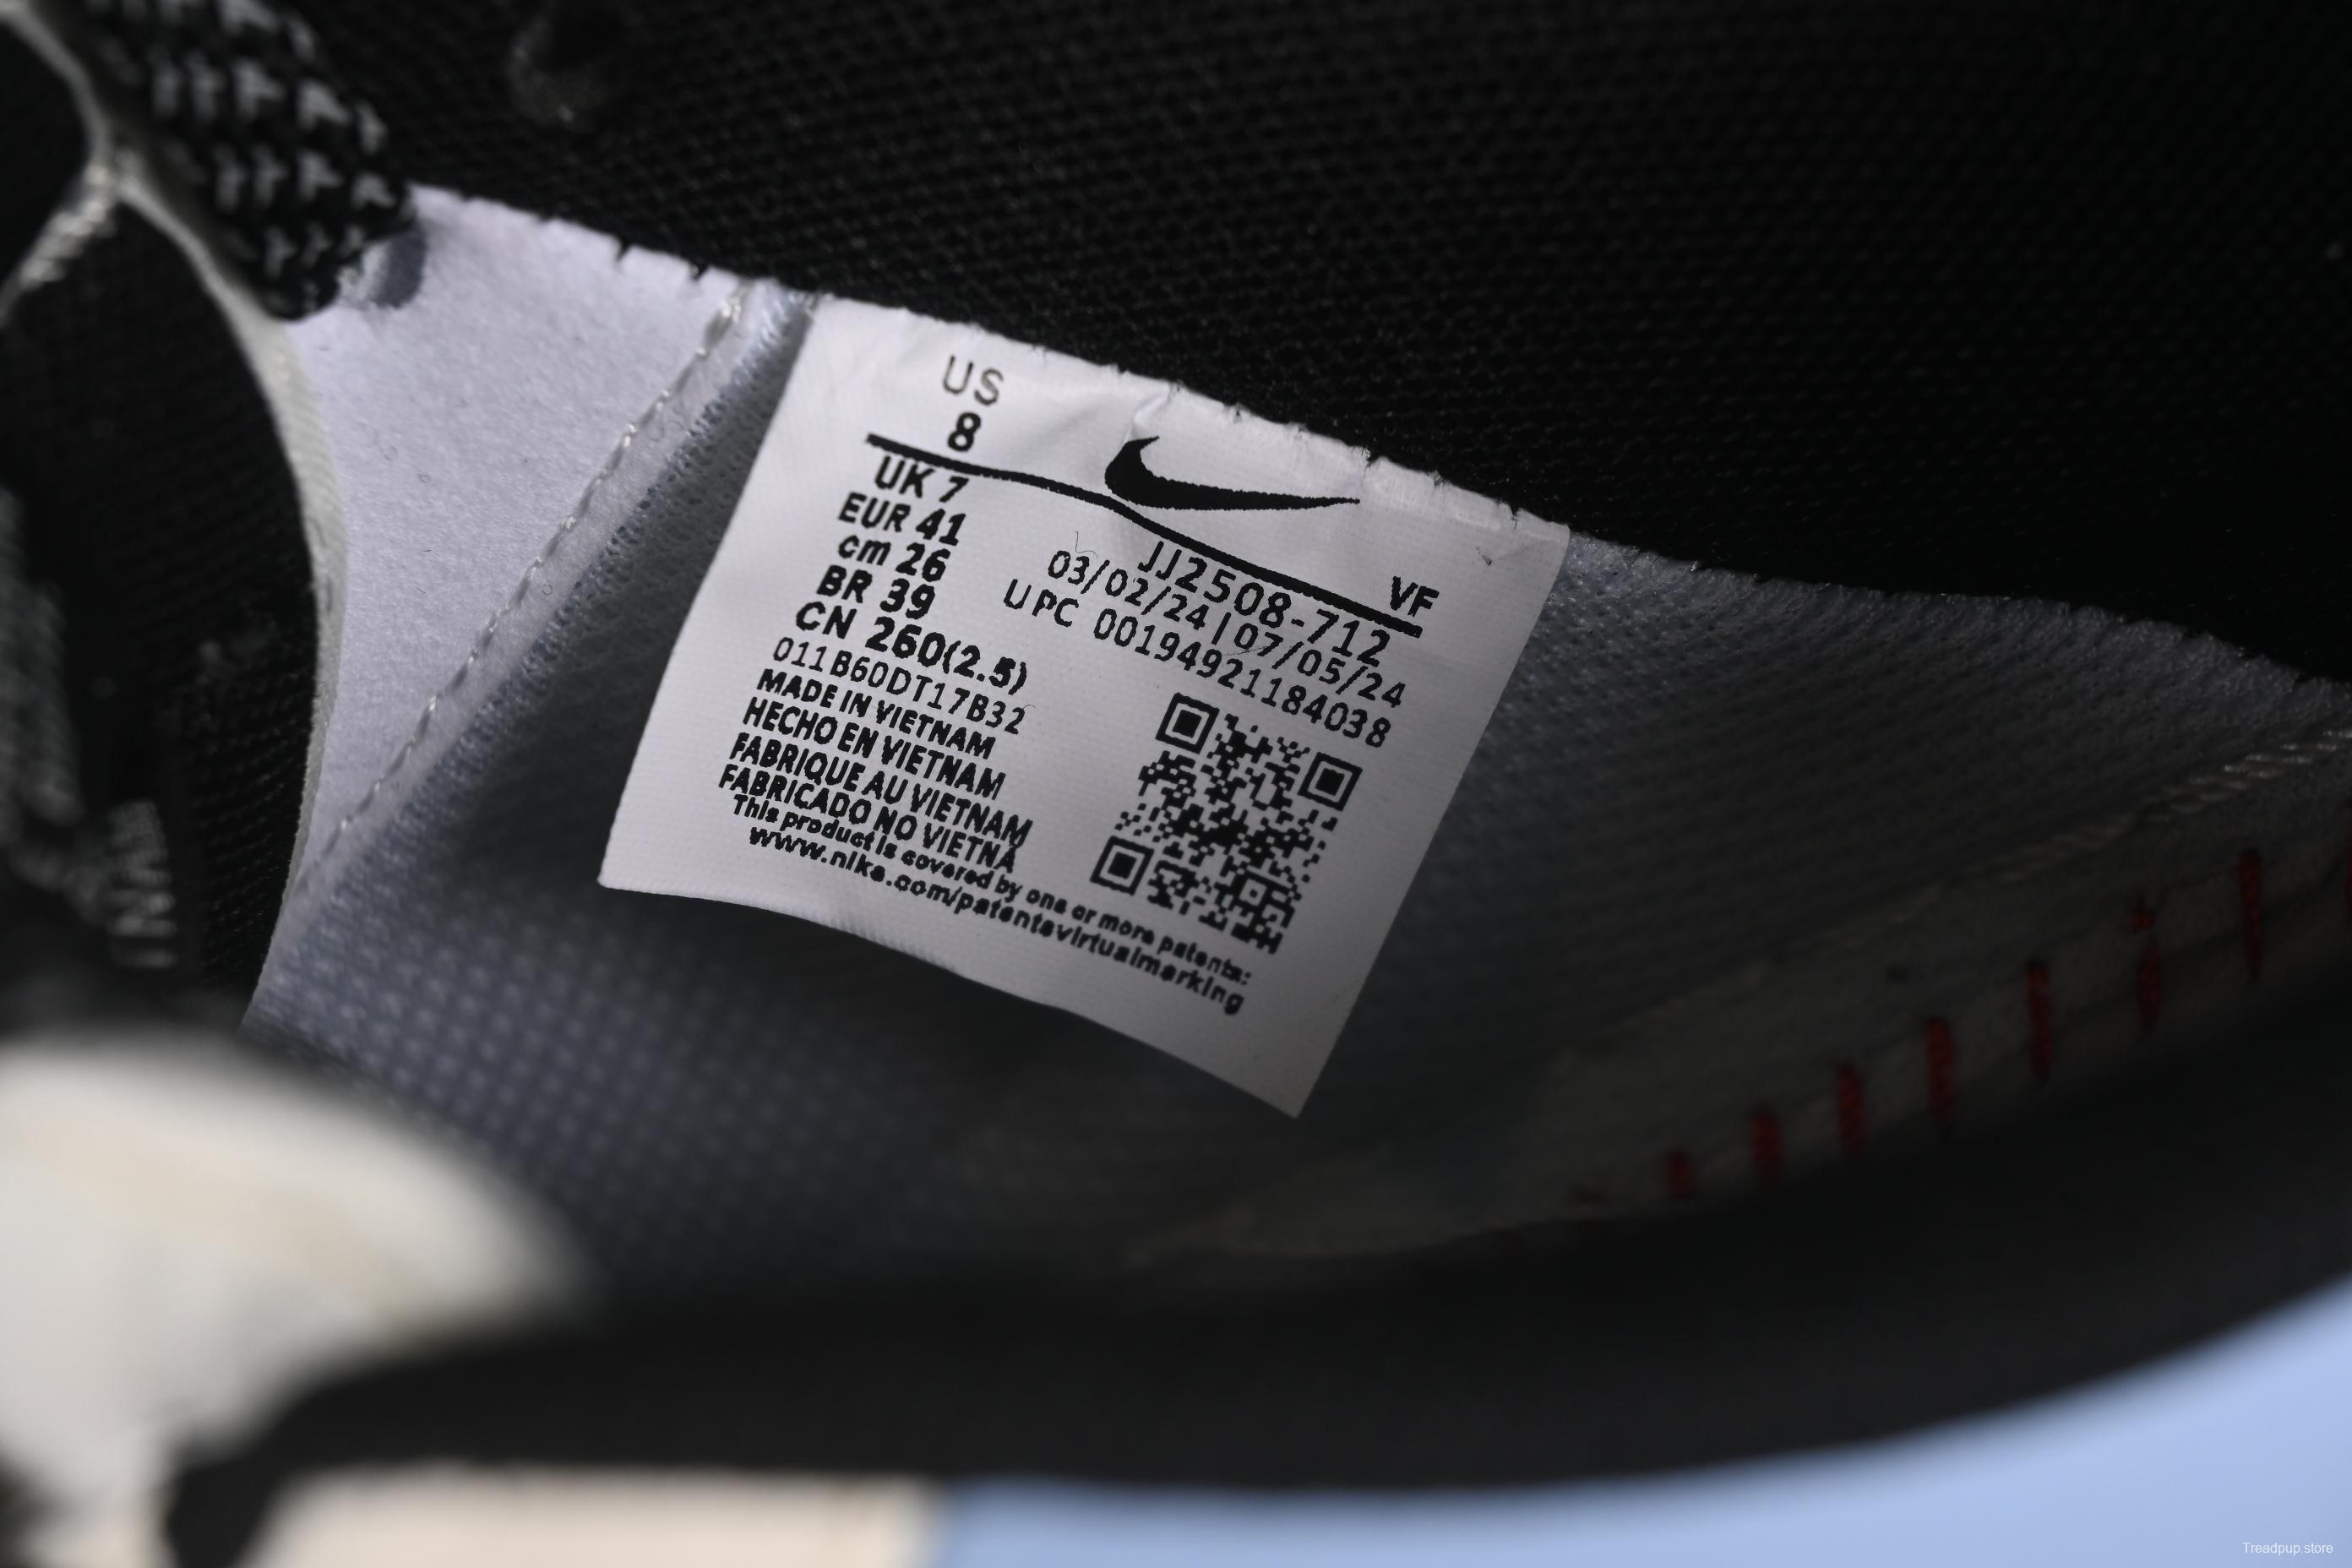 US
8
UK 7
EUR 41
cm 26
BR 39
CN 260(2.5)
011B60DT17B32
MADE IN VIETNAM
HECHO EN VIETNAM
FABRIQUE AU VIETNAM
FABRICADO NO VIETNÃ
This product is covered by one or more patents:
www.nike.com/patentsvirtualmarking
VF
JJ2508-712
03/02/24 | 07/05/24
UPC 00194921184038
Treadpup.store